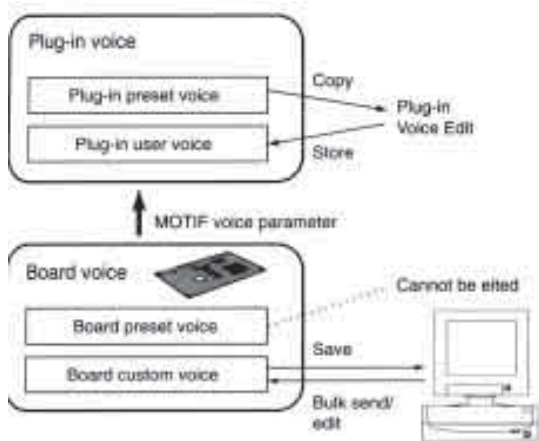 Plug-in voice
Plug-in preset voice
Copy
Plug-in
Voice Edit
Plug-in user voice
Store
MOTIF voice parameter
Board voice
Cannot be eited
Board preset voice
Save
Board custom voice
Bulk send/
edit